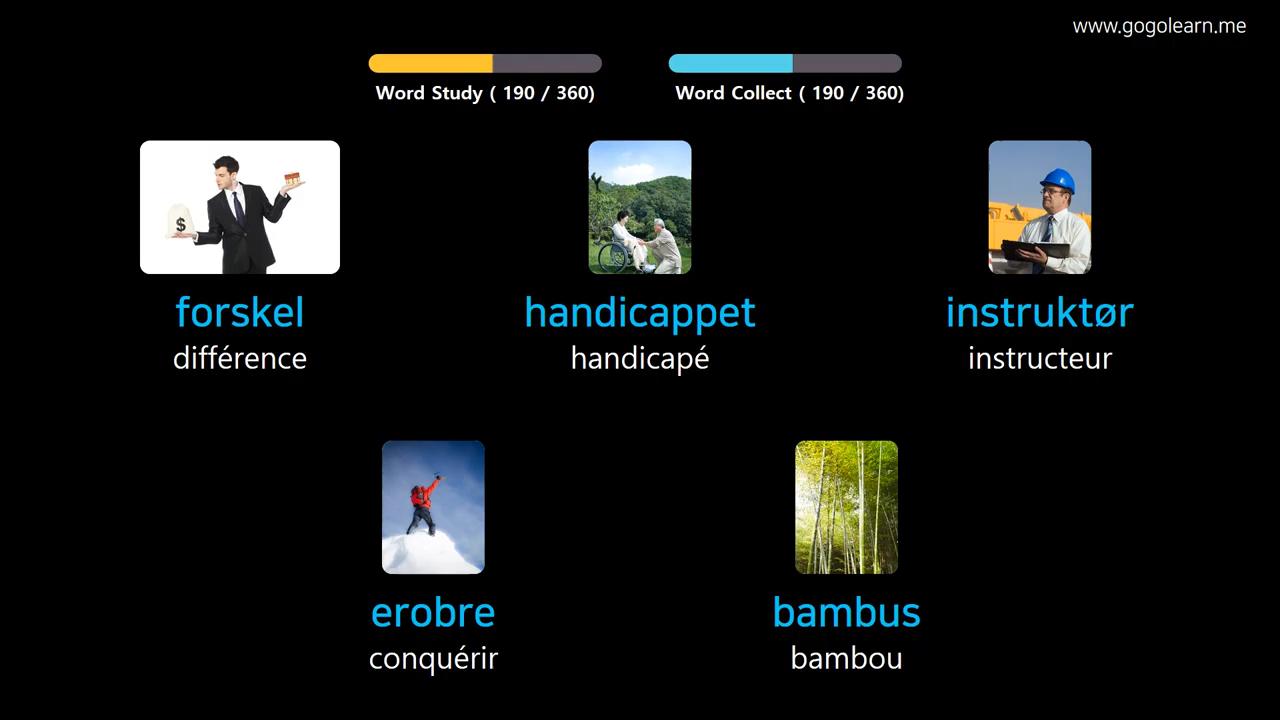 www.gogolearn.me
Word Study ( 190 / 360)
Word Collect ( 190 / 360)
$
forskel
différence
handicappet
handicapé
instruktør
instructeur
erobre
conquérir
bambus
bambou